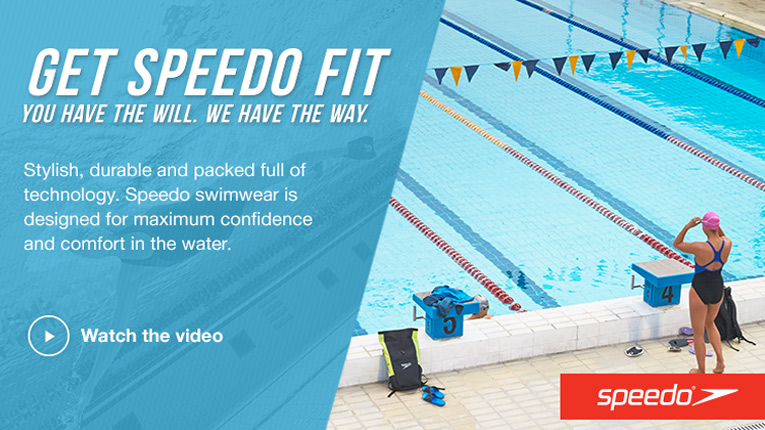 GET SPEEDO FIT
YOU HAVE THE WILL. WE HAVE THE WAY.
Stylish, durable and packed full of
technology. Speedo swimwear is
designed for maximum confidence
and comfort in the water.
Watch the video
5
4
speedo®